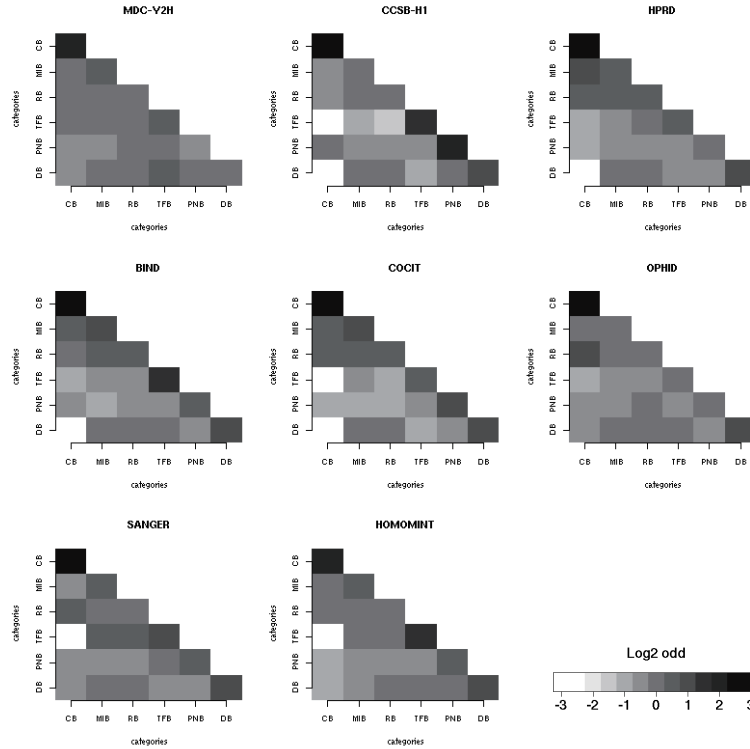 MDC-Y2H
CCSB-H1
HPRD
categories
CB
MIB
RB
TFB
PNB
DB
CB MIB RB TFB PNB DB
categories
categories
CB
MIB
RB
TFB
PNB
DB
CB MIB RB TFB PNB DB
categories
categories
CB
MIB
RB
TFB
PNB
DB
CB MIB RB TFB PNB DB
categories
BIND
COCIT
OPHID
categories
CB
MIB
RB
TFB
PNB
DB
CB MIB RB TFB PNB DB
categories
categories
CB
MIB
RB
TFB
PNB
DB
CB MIB RB TFB PNB DB
categories
categories
CB
MIB
RB
TFB
PNB
DB
CB MIB RB TFB PNB DB
categories
SANGER
HOMOMINT
categories
CB
MIB
RB
TFB
PNB
DB
CB MIB RB TFB PNB DB
categories
categories
CB
MIB
RB
TFB
PNB
DB
CB MIB RB TFB PNB DB
categories
Log2 odd
-3 -2 -1 0 1 2 3